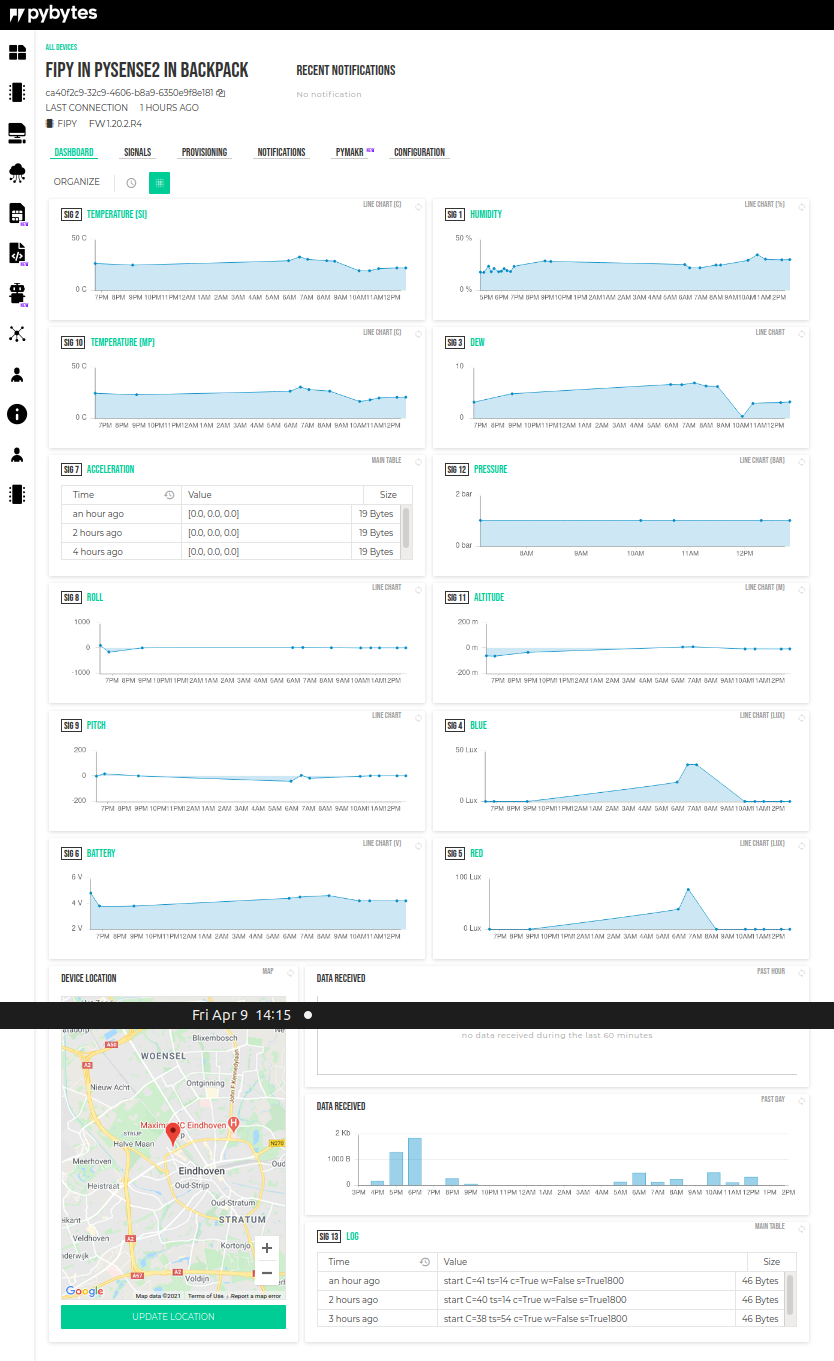 pybytes
ALL DEVICES
FIPY IN PYSENSE2 IN BACKPACK
ca40f2c9-32c9-4606-b8a9-6350e9f8e181
LAST CONNECTION 1 HOURS AGO
FIPY FW 1.20.2.R4
RECENT NOTIFICATIONS
No notification
DASHBOARD SIGNALS PROVISIONING NOTIFICATIONS PYMAKR CONFIGURATION
ORGANIZE
LINE CHART (C)
SIG 2 TEMPERATURE (SI)
50 C
0 C
7PM 8PM 9PM 10PM 11PM 12AM 1AM 2AM 3AM 4AM 5AM 6AM 7AM 8AM 9AM 10AM 11AM 12PM
LINE CHART (%)
SIG 1 HUMIDITY
50 %
0 %
5PM 6PM 7PM 8PM 9PM 10PM 11PM 12AM 1AM 2AM 3AM 4AM 5AM 6AM 7AM 8AM 9AM 10AM 11AM 12PM
LINE CHART (C)
SIG 10 TEMPERATURE (MP)
50 C
0 C
7PM 8PM 9PM 10PM 11PM 12AM 1AM 2AM 3AM 4AM 5AM 6AM 7AM 8AM 9AM 10AM 11AM 12PM
LINE CHART
SIG 3 DEW
10
0
7PM 8PM 9PM 10PM 11PM 12AM 1AM 2AM 3AM 4AM 5AM 6AM 7AM 8AM 9AM 10AM 11AM 12PM
MAIN TABLE
SIG 7 ACCELERATION
Time Value Size
an hour ago [0.0, 0.0, 0.0] 19 Bytes
2 hours ago [0.0, 0.0, 0.0] 19 Bytes
4 hours ago [0.0, 0.0, 0.0] 19 Bytes
LINE CHART (BAR)
SIG 12 PRESSURE
2 bar
0 bar
8AM 9AM 10AM 11AM 12PM
LINE CHART
SIG 8 ROLL
1000
0
-1000
7PM 8PM 9PM 10PM 11PM 12AM 1AM 2AM 3AM 4AM 5AM 6AM 7AM 8AM 9AM 10AM 11AM 12PM
LINE CHART (M)
SIG 11 ALTITUDE
200 m
0 m
-200 m
7PM 8PM 9PM 10PM 11PM 12AM 1AM 2AM 3AM 4AM 5AM 6AM 7AM 8AM 9AM 10AM 11AM 12PM
LINE CHART
SIG 9 PITCH
200
0
-200
7PM 8PM 9PM 10PM 11PM 12AM 1AM 2AM 3AM 4AM 5AM 6AM 7AM 8AM 9AM 10AM 11AM 12PM
LINE CHART (LUX)
SIG 4 BLUE
50 Lux
0 Lux
7PM 8PM 9PM 10PM 11PM 12AM 1AM 2AM 3AM 4AM 5AM 6AM 7AM 8AM 9AM 10AM 11AM 12PM
LINE CHART (V)
SIG 6 BATTERY
6 V
4 V
2 V
7PM 8PM 9PM 10PM 11PM 12AM 1AM 2AM 3AM 4AM 5AM 6AM 7AM 8AM 9AM 10AM 11AM 12PM
LINE CHART (LUX)
SIG 5 RED
100 Lux
0 Lux
7PM 8PM 9PM 10PM 11PM 12AM 1AM 2AM 3AM 4AM 5AM 6AM 7AM 8AM 9AM 10AM 11AM 12PM
DEVICE LOCATION MAP
DATA RECEIVED PAST HOUR
Fri Apr 9 14:15
no data received during the last 60 minutes
Blixembosch
A50
WOENSEL
A2
John F. Kennedylaan
Nieuw Acht
Ontginning
STRIJP
Halve Maan
Eindhoven
H
N270
Meerhoven
Eindhoven
Oud-Strijp
Heistraat
Oud-Stratum
STRATUM
eikant
A2
Veldhoven
Kortonjo
nderwijk
A67
A2
Voldijn
Google
Map data ©2021 Terms of Use Report a map error
UPDATE LOCATION
DATA RECEIVED PAST DAY
2 Kb
1000 B
0
3PM 4PM 5PM 6PM 7PM 8PM 9PM 10PM 11PM 12AM 1AM 2AM 3AM 4AM 5AM 6AM 7AM 8AM 9AM 10AM 11AM 12PM 1PM 2PM
MAIN TABLE
SIG 13 LOG
Time Value Size
an hour ago start C=41 ts=14 c=True w=False s=True1800 46 Bytes
2 hours ago start C=40 ts=14 c=True w=False s=True1800 46 Bytes
3 hours ago start C=38 ts=54 c=True w=False s=True1800 46 Bytes